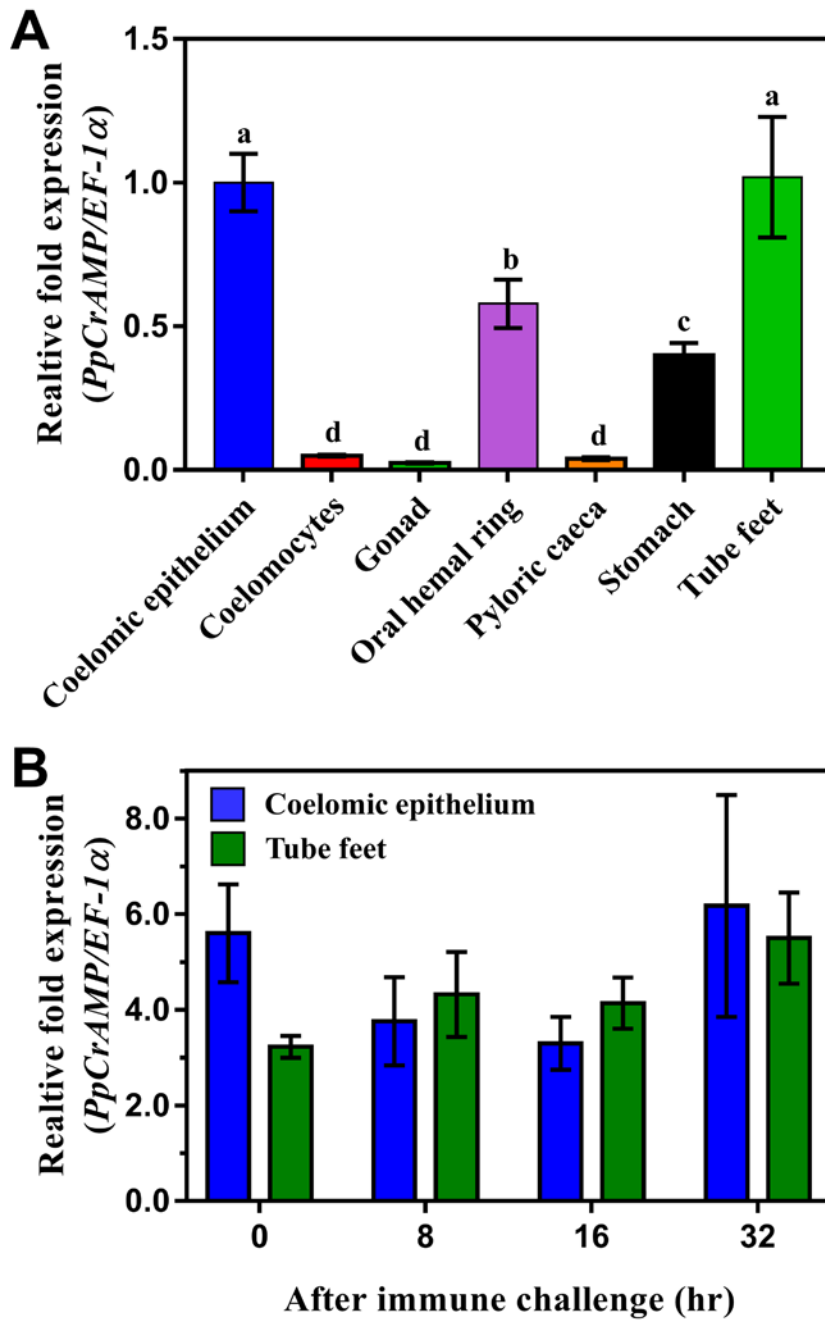 A
Realtive fold expression
(PpCrAMP/EF-1α)
1.5
1.0
0.5
0.0
a
d
d
b
d
c
a
Coelomic epithelium
Coelomocytes
Gonad
Oral hemal ring
Pyloric caeca
Stomach
Tube feet
B
Realtive fold expression
(PpCrAMP/EF-1α)
8.0
6.0
4.0
2.0
0.0
Coelomic epithelium
Tube feet
0
8
16
32
After immune challenge (hr)